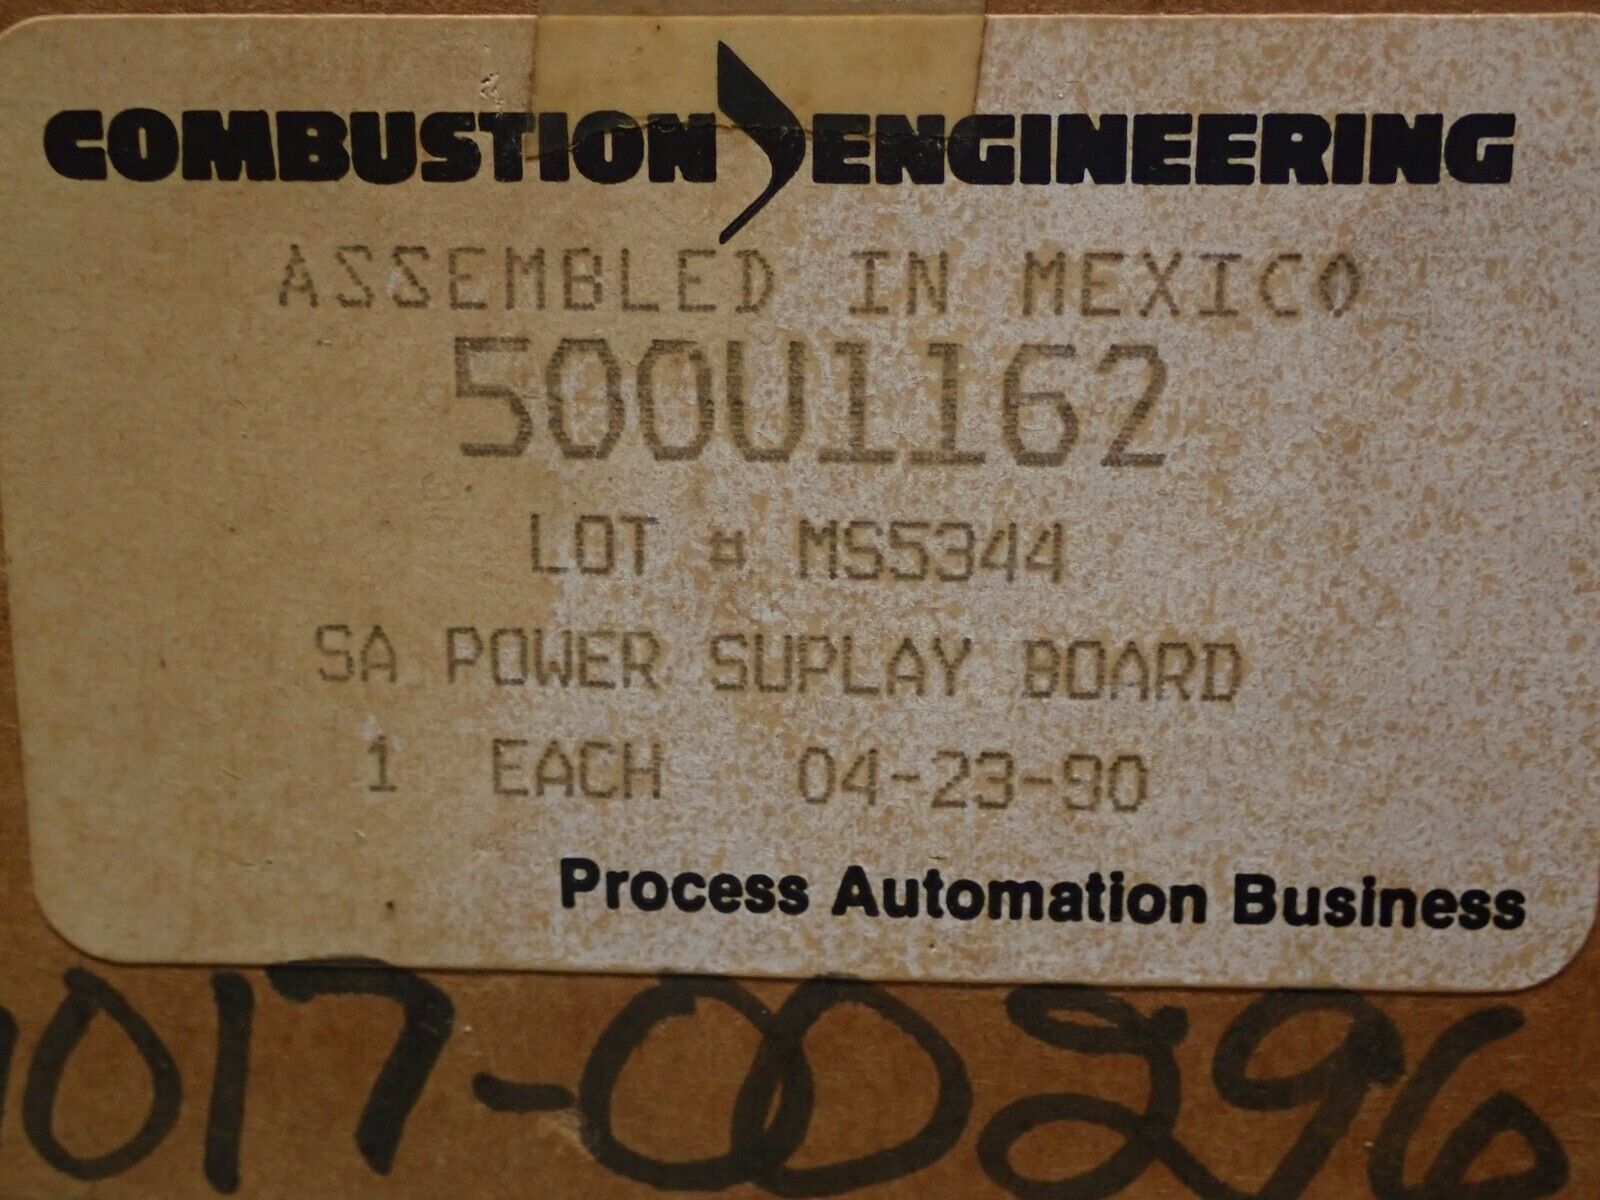 COMBUSTION ENGINEERING
ASSEMBLED IN MEXICO
500U1162
LOT # MS5344
SA POWER SUPLAY BOARD
1 EACH 04-23-90
Process Automation Business
017-00296